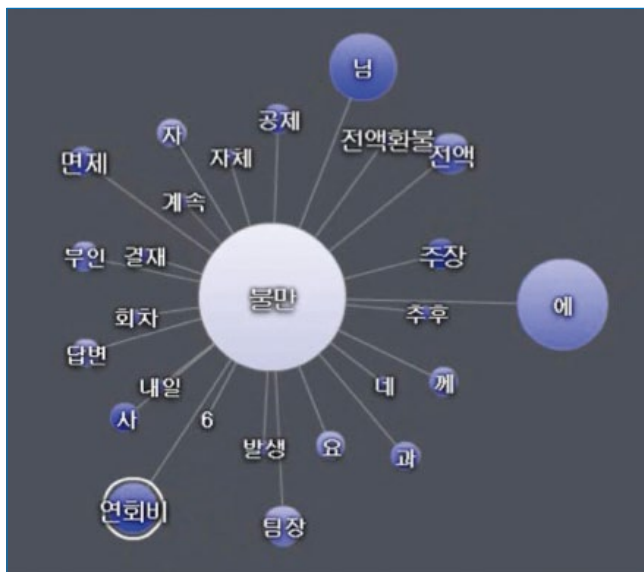 님
공제
자
전액환불
전액
면제
자체
계속
부인
결재
주장
불만
에
회차
추후
답변
내일
네
께
사
6
발생
요
과
연회비
팀장